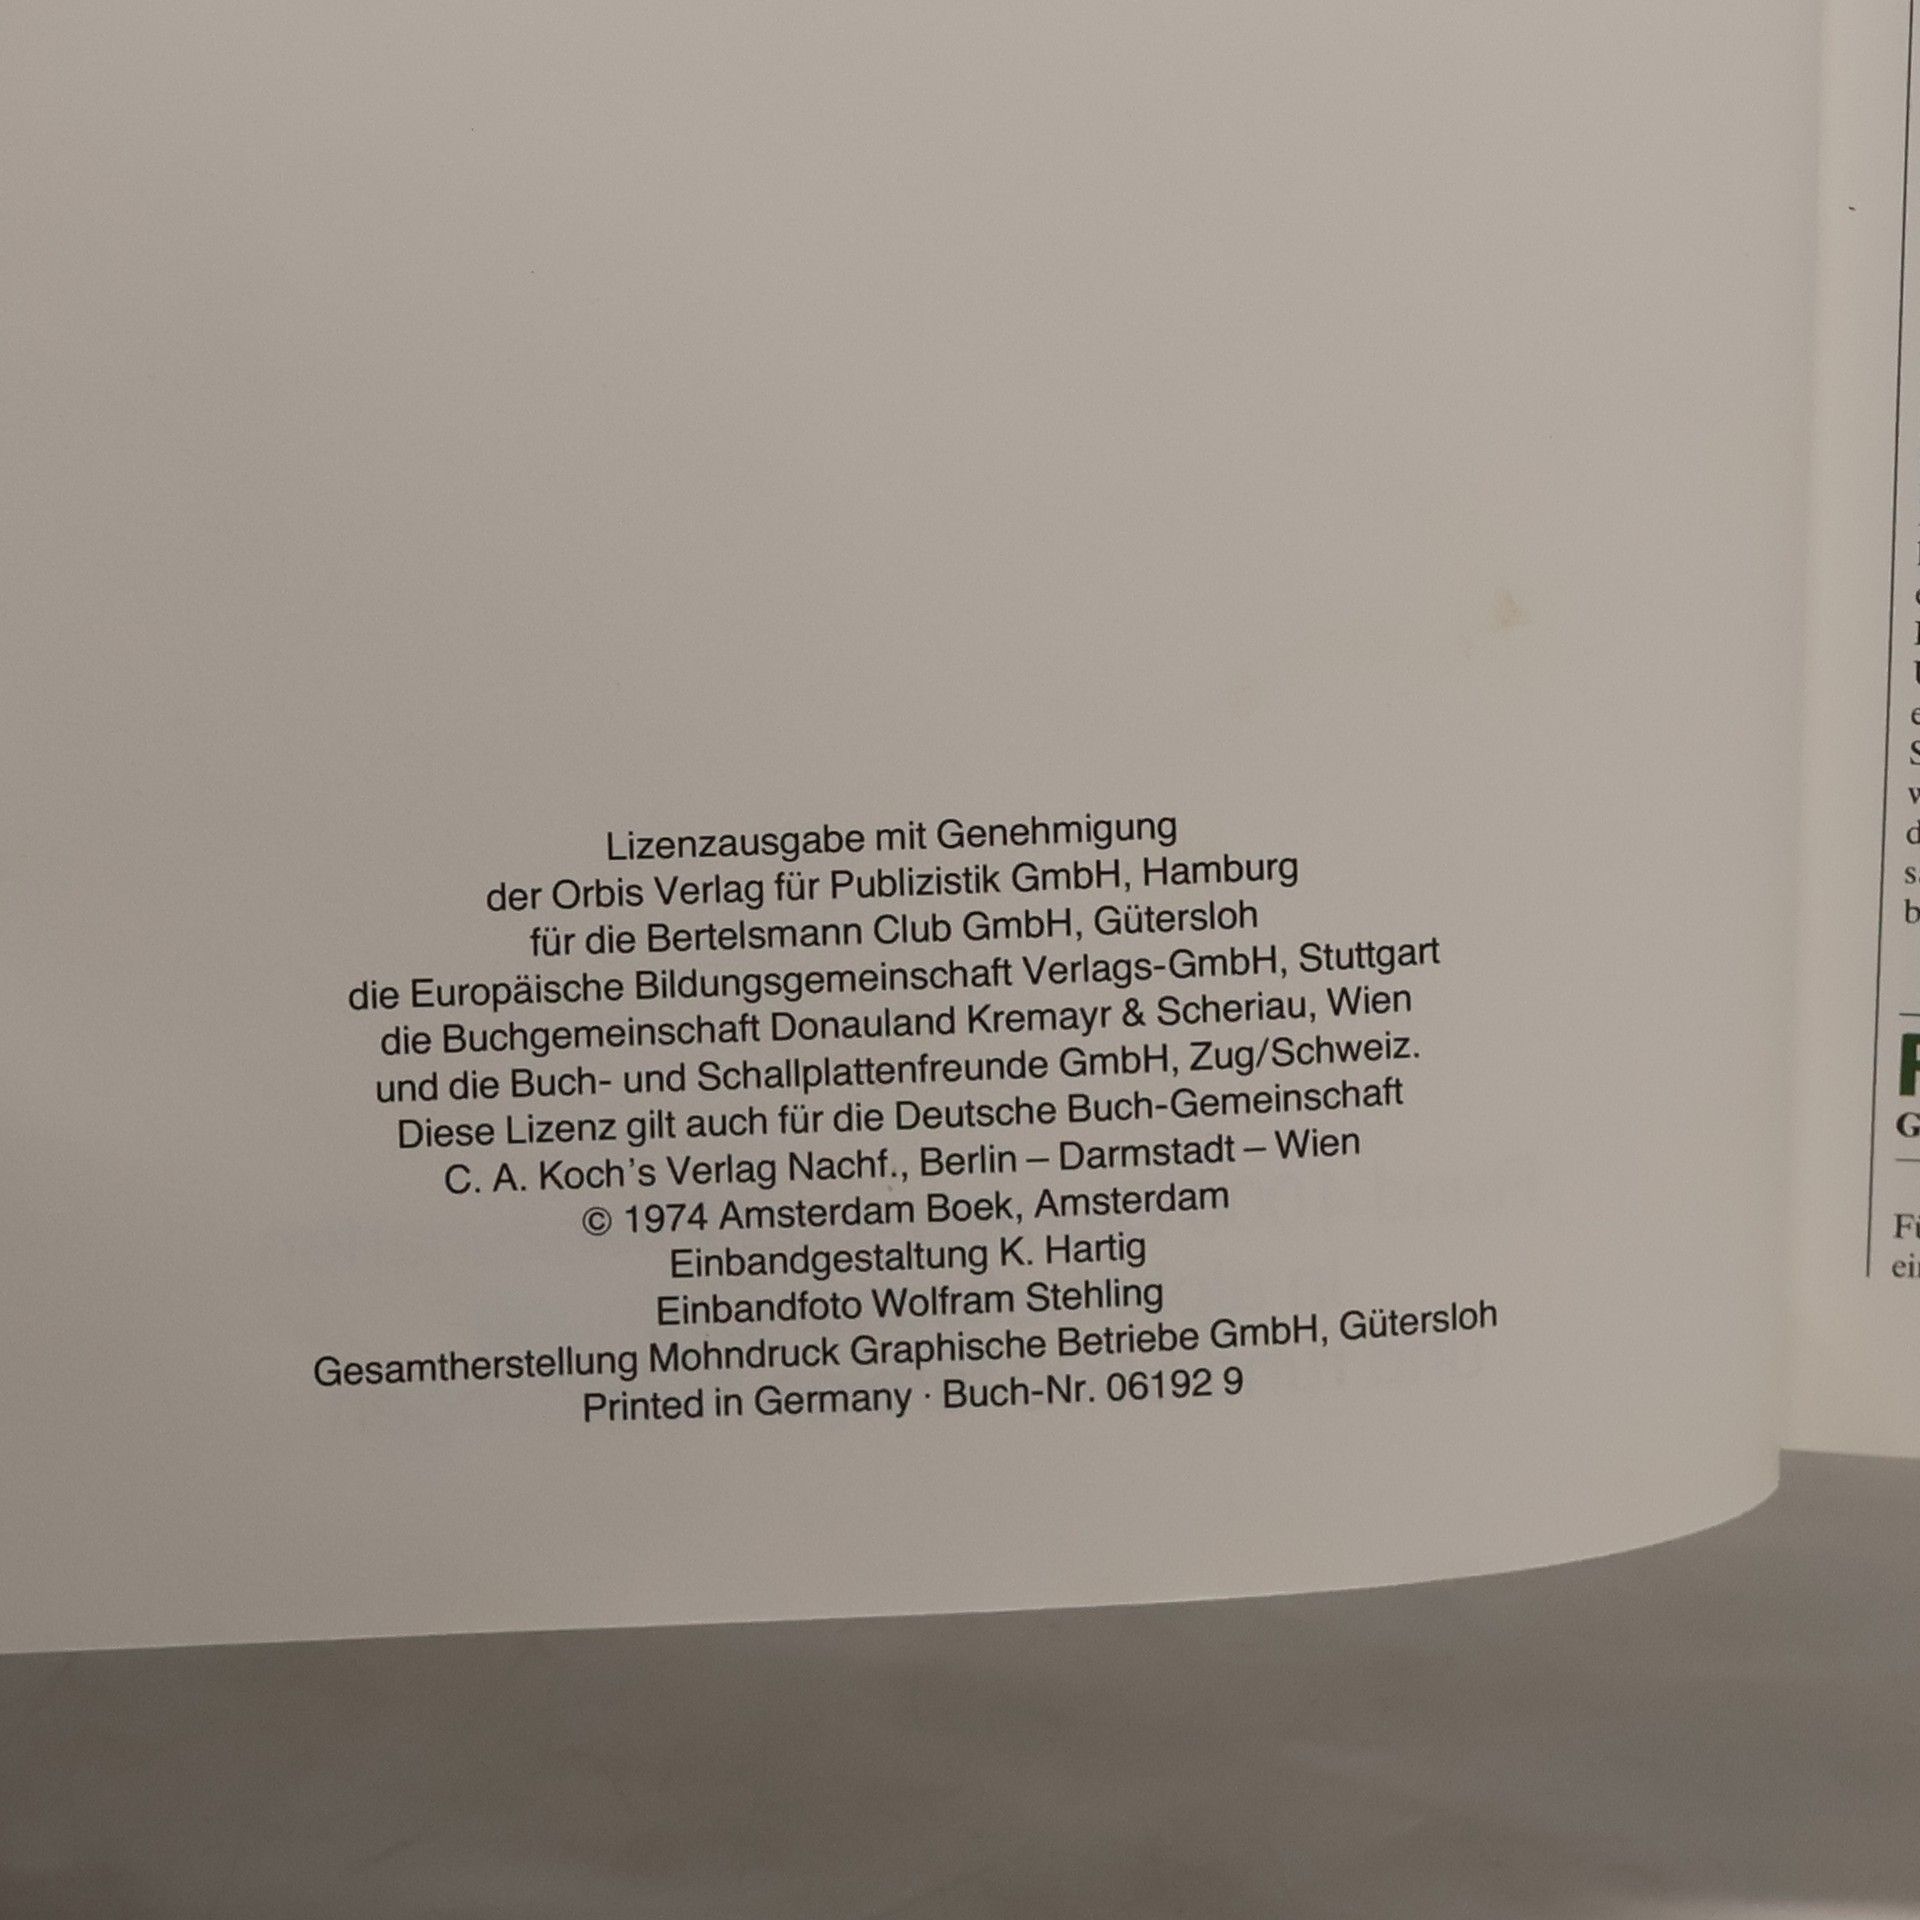 Lizenzausgabe mit Genehmigung
der Orbis Verlag für Publizistik GmbH, Hamburg
für die Bertelsmann Club GmbH, Gütersloh
die Europäische Bildungsgemeinschaft Verlags-GmbH, Stuttgart
die Buchgemeinschaft Donauland Kremayr & Scheriau, Wien
und die Buch- und Schallplattenfreunde GmbH, Zug/Schweiz.
Diese Lizenz gilt auch für die Deutsche Buch-Gemeinschaft
C. A. Koch's Verlag Nachf., Berlin – Darmstadt – Wien
© 1974 Amsterdam Boek, Amsterdam
Einbandgestaltung K. Hartig
Einbandfoto Wolfram Stehling
Gesamtherstellung Mohndruck Graphische Betriebe GmbH, Gütersloh
Printed in Germany · Buch-Nr. 06192 9